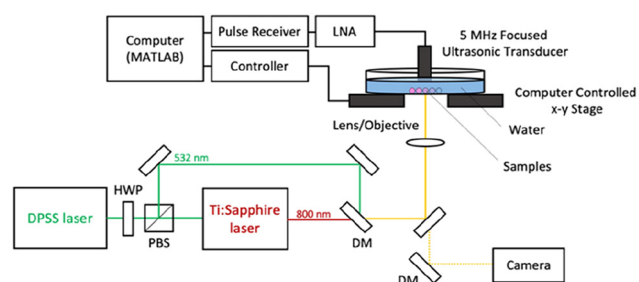 Computer
(MATLAB)
Pulse Receiver
LNA
5 MHz Focused
Ultrasonic Transducer
Controller
Computer Controlled
x-y Stage
Lens/Objective
Water
Samples
532 nm
HWP
DPSS laser
PBS
Ti:Sapphire
laser
800 nm
DM
DM
Camera